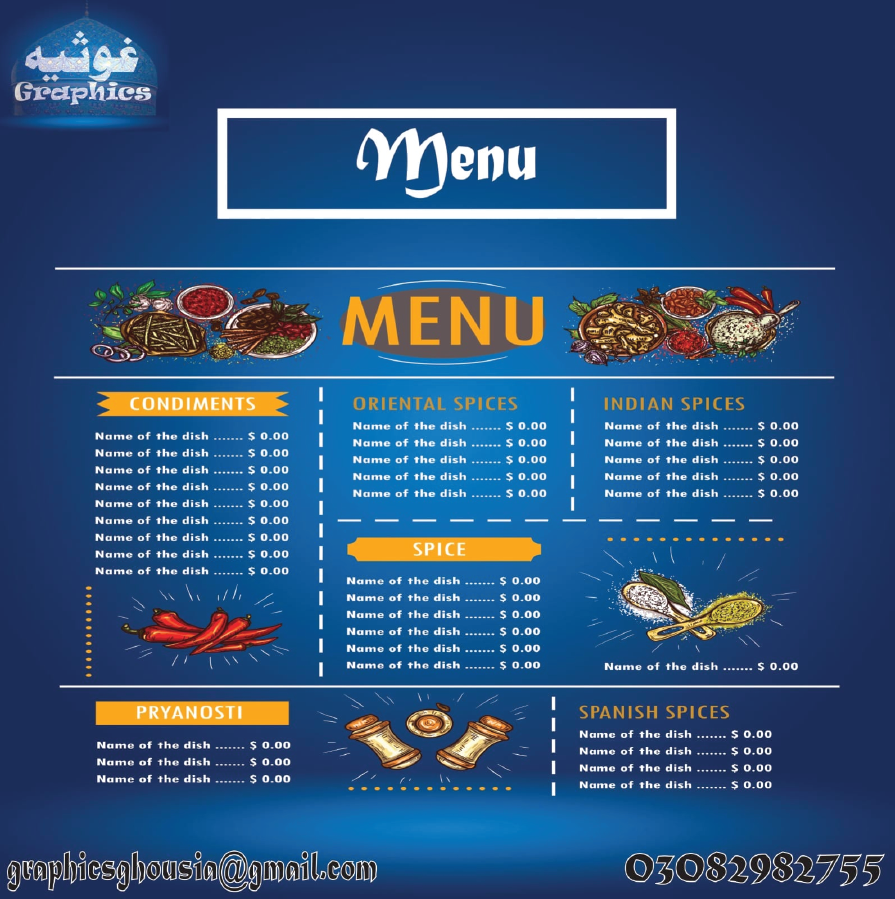 غوثیه
Graphics
Menu
MENU
CONDIMENTS
Name of the dish ....... $ 0.00
Name of the dish ....... $ 0.00
Name of the dish ....... $ 0.00
Name of the dish ....... $ 0.00
Name of the dish ....... $ 0.00
Name of the dish ....... $ 0.00
Name of the dish ....... $ 0.00
Name of the dish ....... $ 0.00
Name of the dish ....... $ 0.00
ORIENTAL SPICES
Name of the dish ....... $ 0.00
Name of the dish ....... $ 0.00
Name of the dish ....... $ 0.00
Name of the dish ....... $ 0.00
Name of the dish ....... $ 0.00
INDIAN SPICES
Name of the dish ....... $ 0.00
Name of the dish ....... $ 0.00
Name of the dish ....... $ 0.00
Name of the dish ....... $ 0.00
Name of the dish ....... $ 0.00
SPICE
Name of the dish ....... $ 0.00
Name of the dish ....... $ 0.00
Name of the dish ....... $ 0.00
Name of the dish ....... $ 0.00
Name of the dish ....... $ 0.00
Name of the dish ....... $ 0.00
Name of the dish ....... $ 0.00
PRYANOSTI
Name of the dish ....... $ 0.00
Name of the dish ....... $ 0.00
Name of the dish ....... $ 0.00
SPANISH SPICES
Name of the dish ....... $ 0.00
Name of the dish ....... $ 0.00
Name of the dish ....... $ 0.00
Name of the dish ....... $ 0.00
graphicsghousia@gmail.com
03082982755